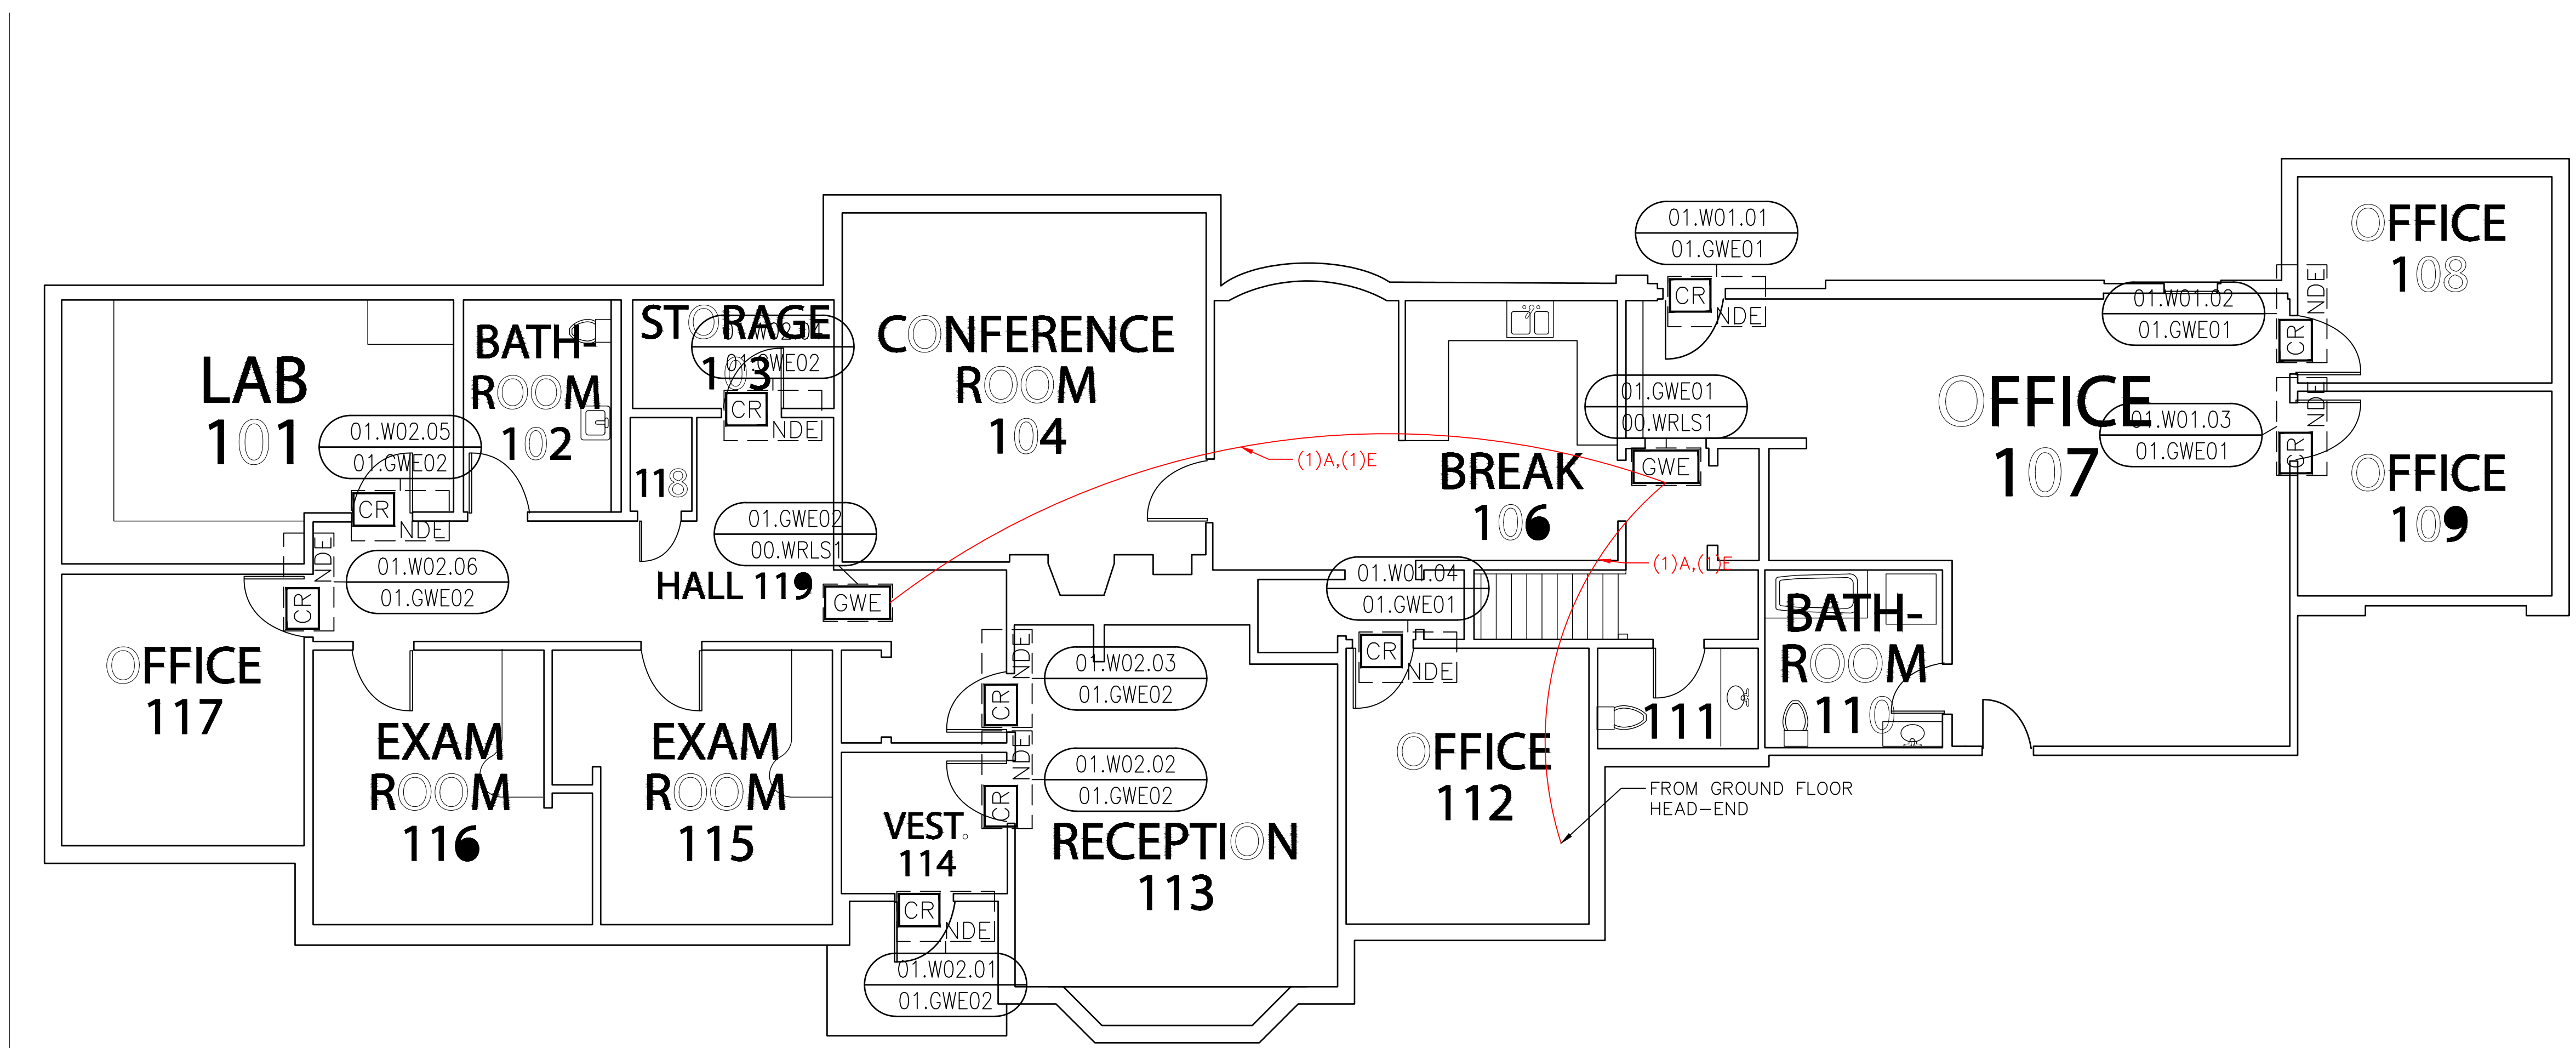 OFFICE
108
01.W01.01
01.GWE01
CR
NDE
NDE
CR
01.W01.02
01.GWE01
STORAGE
103
01.W02.04
01.GWE02
CR
NDE
CONFERENCE
ROOM
104
BATH-
ROOM
102
LAB
101
01.W02.05
01.GWE02
CR
NDE
118
01.GWE01
00.WRLS1
GWE
OFFICE
107
01.W01.03
01.GWE01
NDE
CR
OFFICE
109
(1)A,(1)E
BREAK
106
(1)A,(1)E
01.GWE02
00.WRLS1
HALL 119
GWE
NDE
CR
01.W02.06
01.GWE02
01.W01.04
01.GWE01
CR
NDE
BATH-
ROOM
110
OFFICE
117
EXAM
ROOM
116
EXAM
ROOM
115
NDE
CR
01.W02.03
01.GWE02
NDE
CR
01.W02.02
01.GWE02
111
OFFICE
112
FROM GROUND FLOOR
HEAD-END
VEST.
114
RECEPTION
113
CR
NDE
01.W02.01
01.GWE02